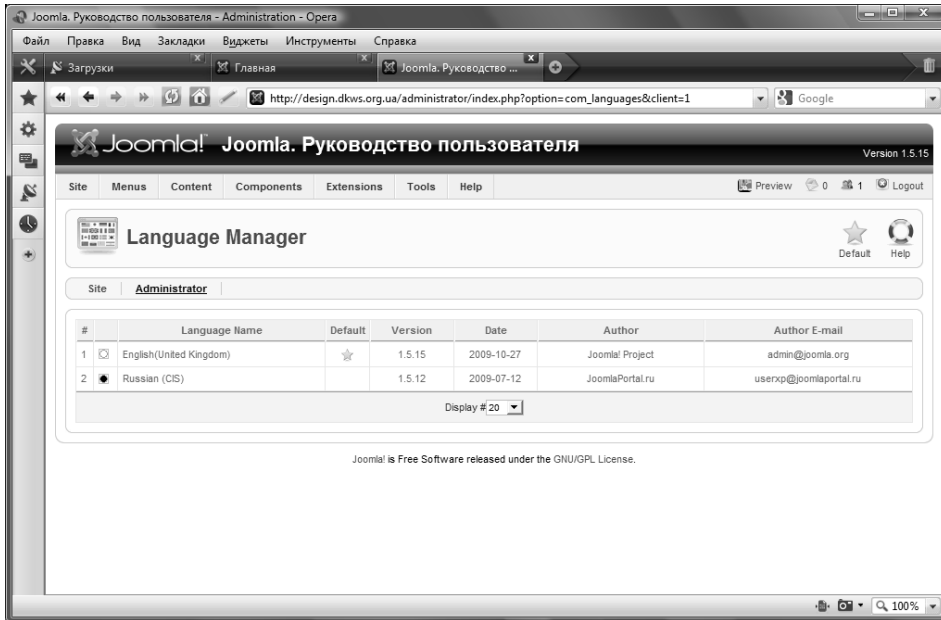 Joomla. Руководство пользователя - Administration - Opera
Файл Правка Вид Закладки Виджеты Инструменты Справка
Загрузки Главная Joomla. Руководство ...
http://design.dkws.org.ua/administrator/index.php?option=com_languages&client=1 Google
Joomla! Joomla. Руководство пользователя
Version 1.5.15
Site Menus Content Components Extensions Tools Help Preview 0 1 Logout
Language Manager
Default Help
Site Administrator
# Language Name Default Version Date Author Author E-mail
1 English(United Kingdom) 1.5.15 2009-10-27 Joomla! Project admin@joomla.org
2 Russian (CIS) 1.5.12 2009-07-12 JoomlaPortal.ru userxp@joomlaportal.ru
Display # 20
Joomla! is Free Software released under the GNU/GPL License.
100%